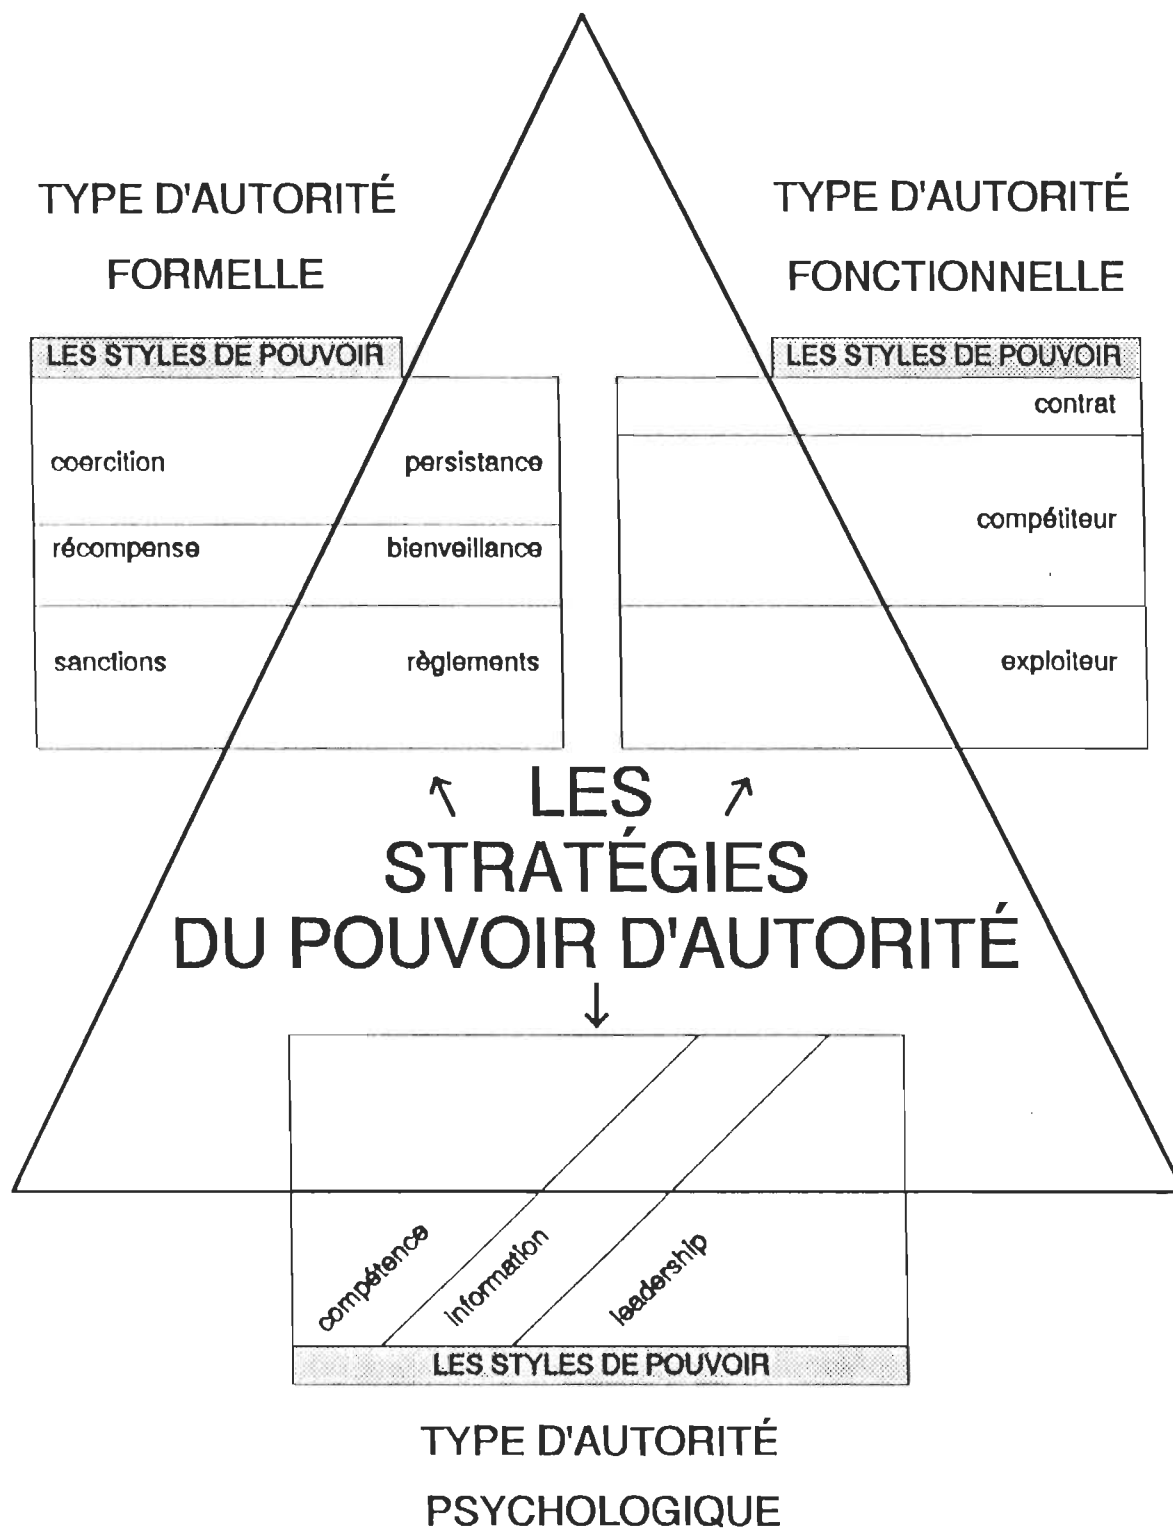 TYPE D'AUTORITÉ
FORMELLE
LES STYLES DE POUVOIR
coercition persistance
récompense bienveillance
sanctions règlements
TYPE D'AUTORITÉ
FONCTIONNELLE
LES STYLES DE POUVOIR
contrat
compétiteur
exploiteur
↖ LES ↗
STRATÉGIES
DU POUVOIR D'AUTORITÉ
↓
compétence
information
leadership
LES STYLES DE POUVOIR
TYPE D'AUTORITÉ
PSYCHOLOGIQUE